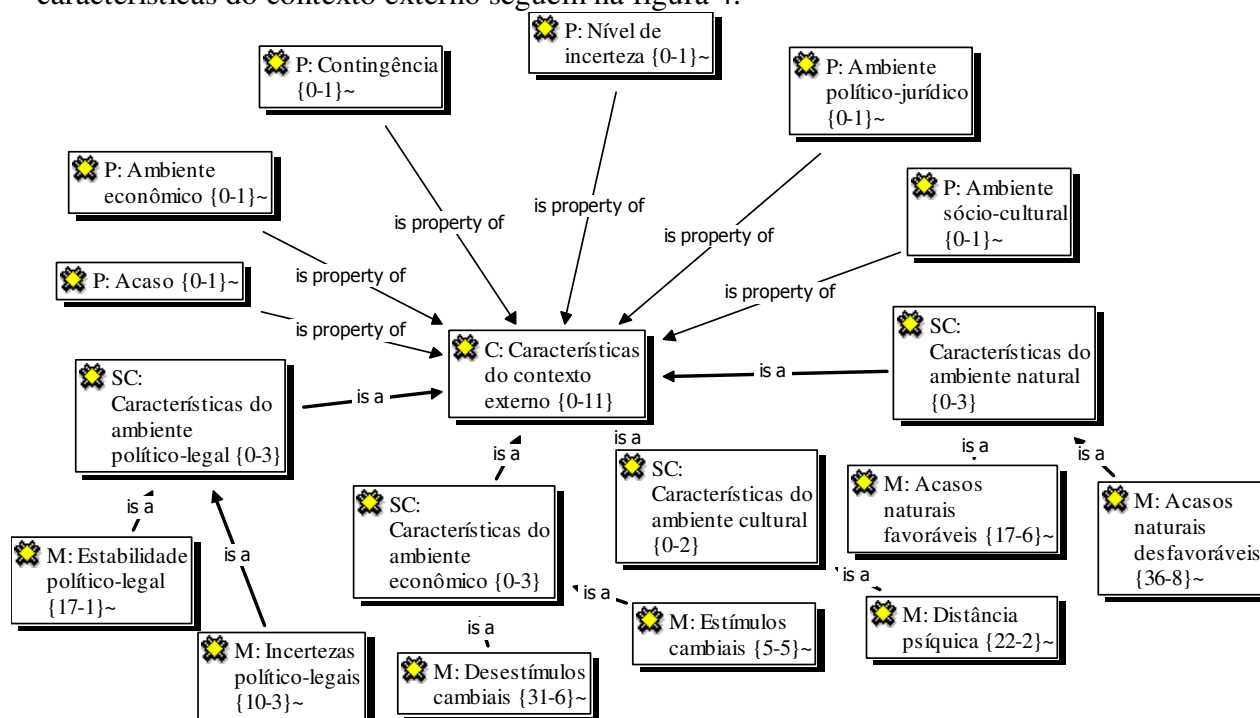 características do contexto externo seguem na figura 4.
P: Nível de
incerteza {0-1}~
P: Contingência
{0-1}~
P: Ambiente
político-jurídico
{0-1}~
P: Ambiente
econômico {0-1}~
P: Ambiente
sócio-cultural
{0-1}~
is property of
is property of
is property of
is property of
is property of
P: Acaso {0-1}~
is property of
C: Características
do contexto
externo {0-11}
SC:
Características do
ambiente natural
{0-3}
is a
SC:
Características do
ambiente
político-legal {0-3}
is a
is a
is a
is a
is a
SC:
Características do
ambiente cultural
{0-2}
M: Acasos
naturais
favoráveis {17-6}~
M: Acasos
naturais
desfavoráveis
{36-8}~
SC:
Características do
ambiente
econômico {0-3}
is a
M: Estabilidade
político-legal
{17-1}~
is a
is a
is a
M: Distância
psíquica {22-2}~
M: Estímulos
cambiais {5-5}~
is a
M: Incertezas
político-legais
{10-3}~
M: Desestímulos
cambiais {31-6}~